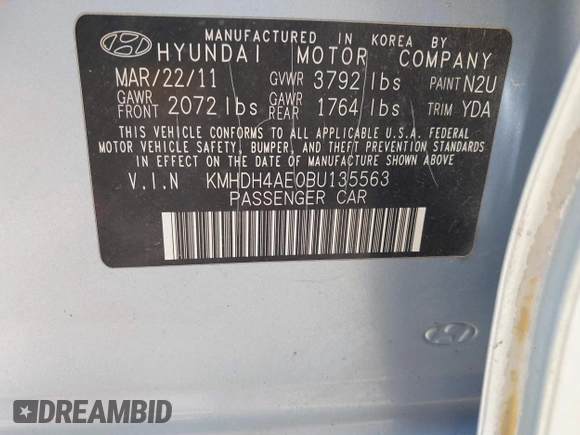 MANUFACTURED IN KOREA BY
HYUNDAI MOTOR COMPANY
MAR/22/11 GVWR 3792 lbs PAINT N2U
GAWR FRONT 2072 lbs GAWR REAR 1764 lbs TRIM YDA
THIS VEHICLE CONFORMS TO ALL APPLICABLE U.S.A. FEDERAL
MOTOR VEHICLE SAFETY, BUMPER, AND THEFT PREVENTION STANDARDS
IN EFFECT ON THE DATE OF MANUFACTURE SHOWN ABOVE.
V.I.N KMHDH4AE0BU135563
PASSENGER CAR
DREAMBID